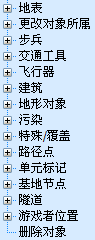 地表
更改对象所属
步兵
交通工具
飞行器
建筑
地形对象
污染
特殊/覆盖
路径点
单元标记
基地节点
隧道
游戏者位置
删除对象